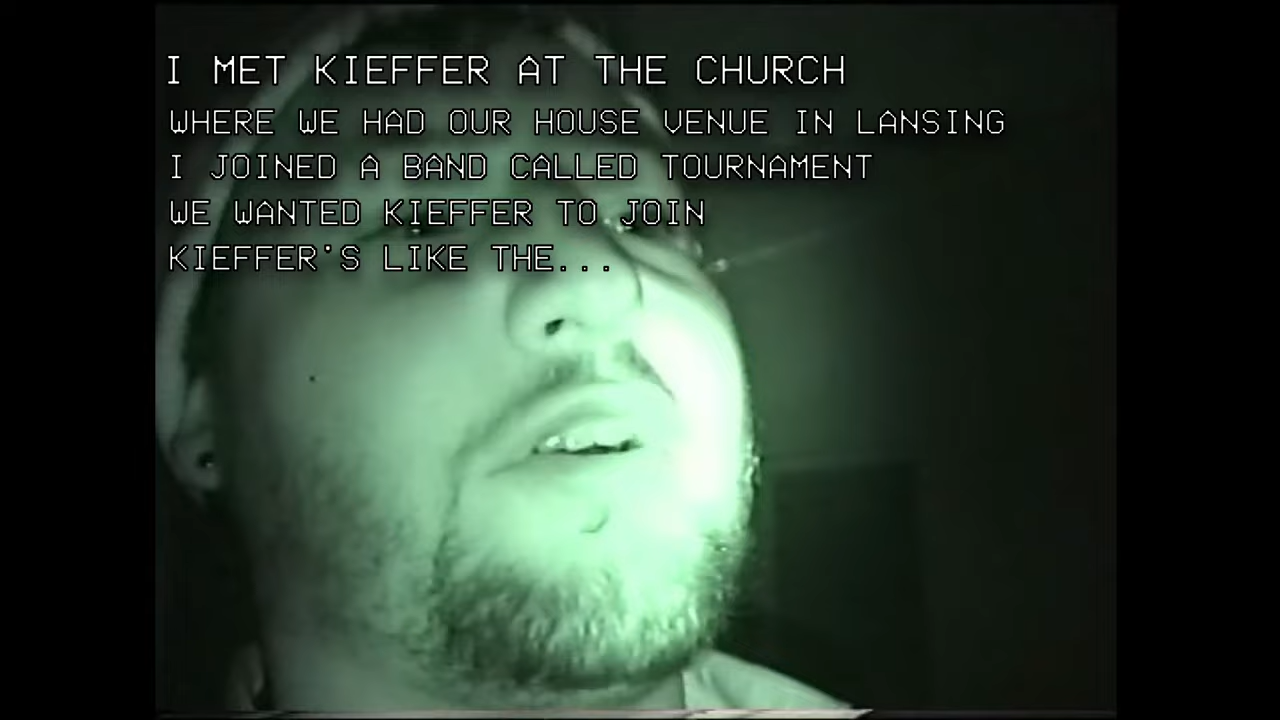 I MET KIEFFER AT THE CHURCH
WHERE WE HAD OUR HOUSE VENUE IN LANSING
I JOINED A BAND CALLED TOURNAMENT
WE WANTED KIEFFER TO JOIN
KIEFFER'S LIKE THE...